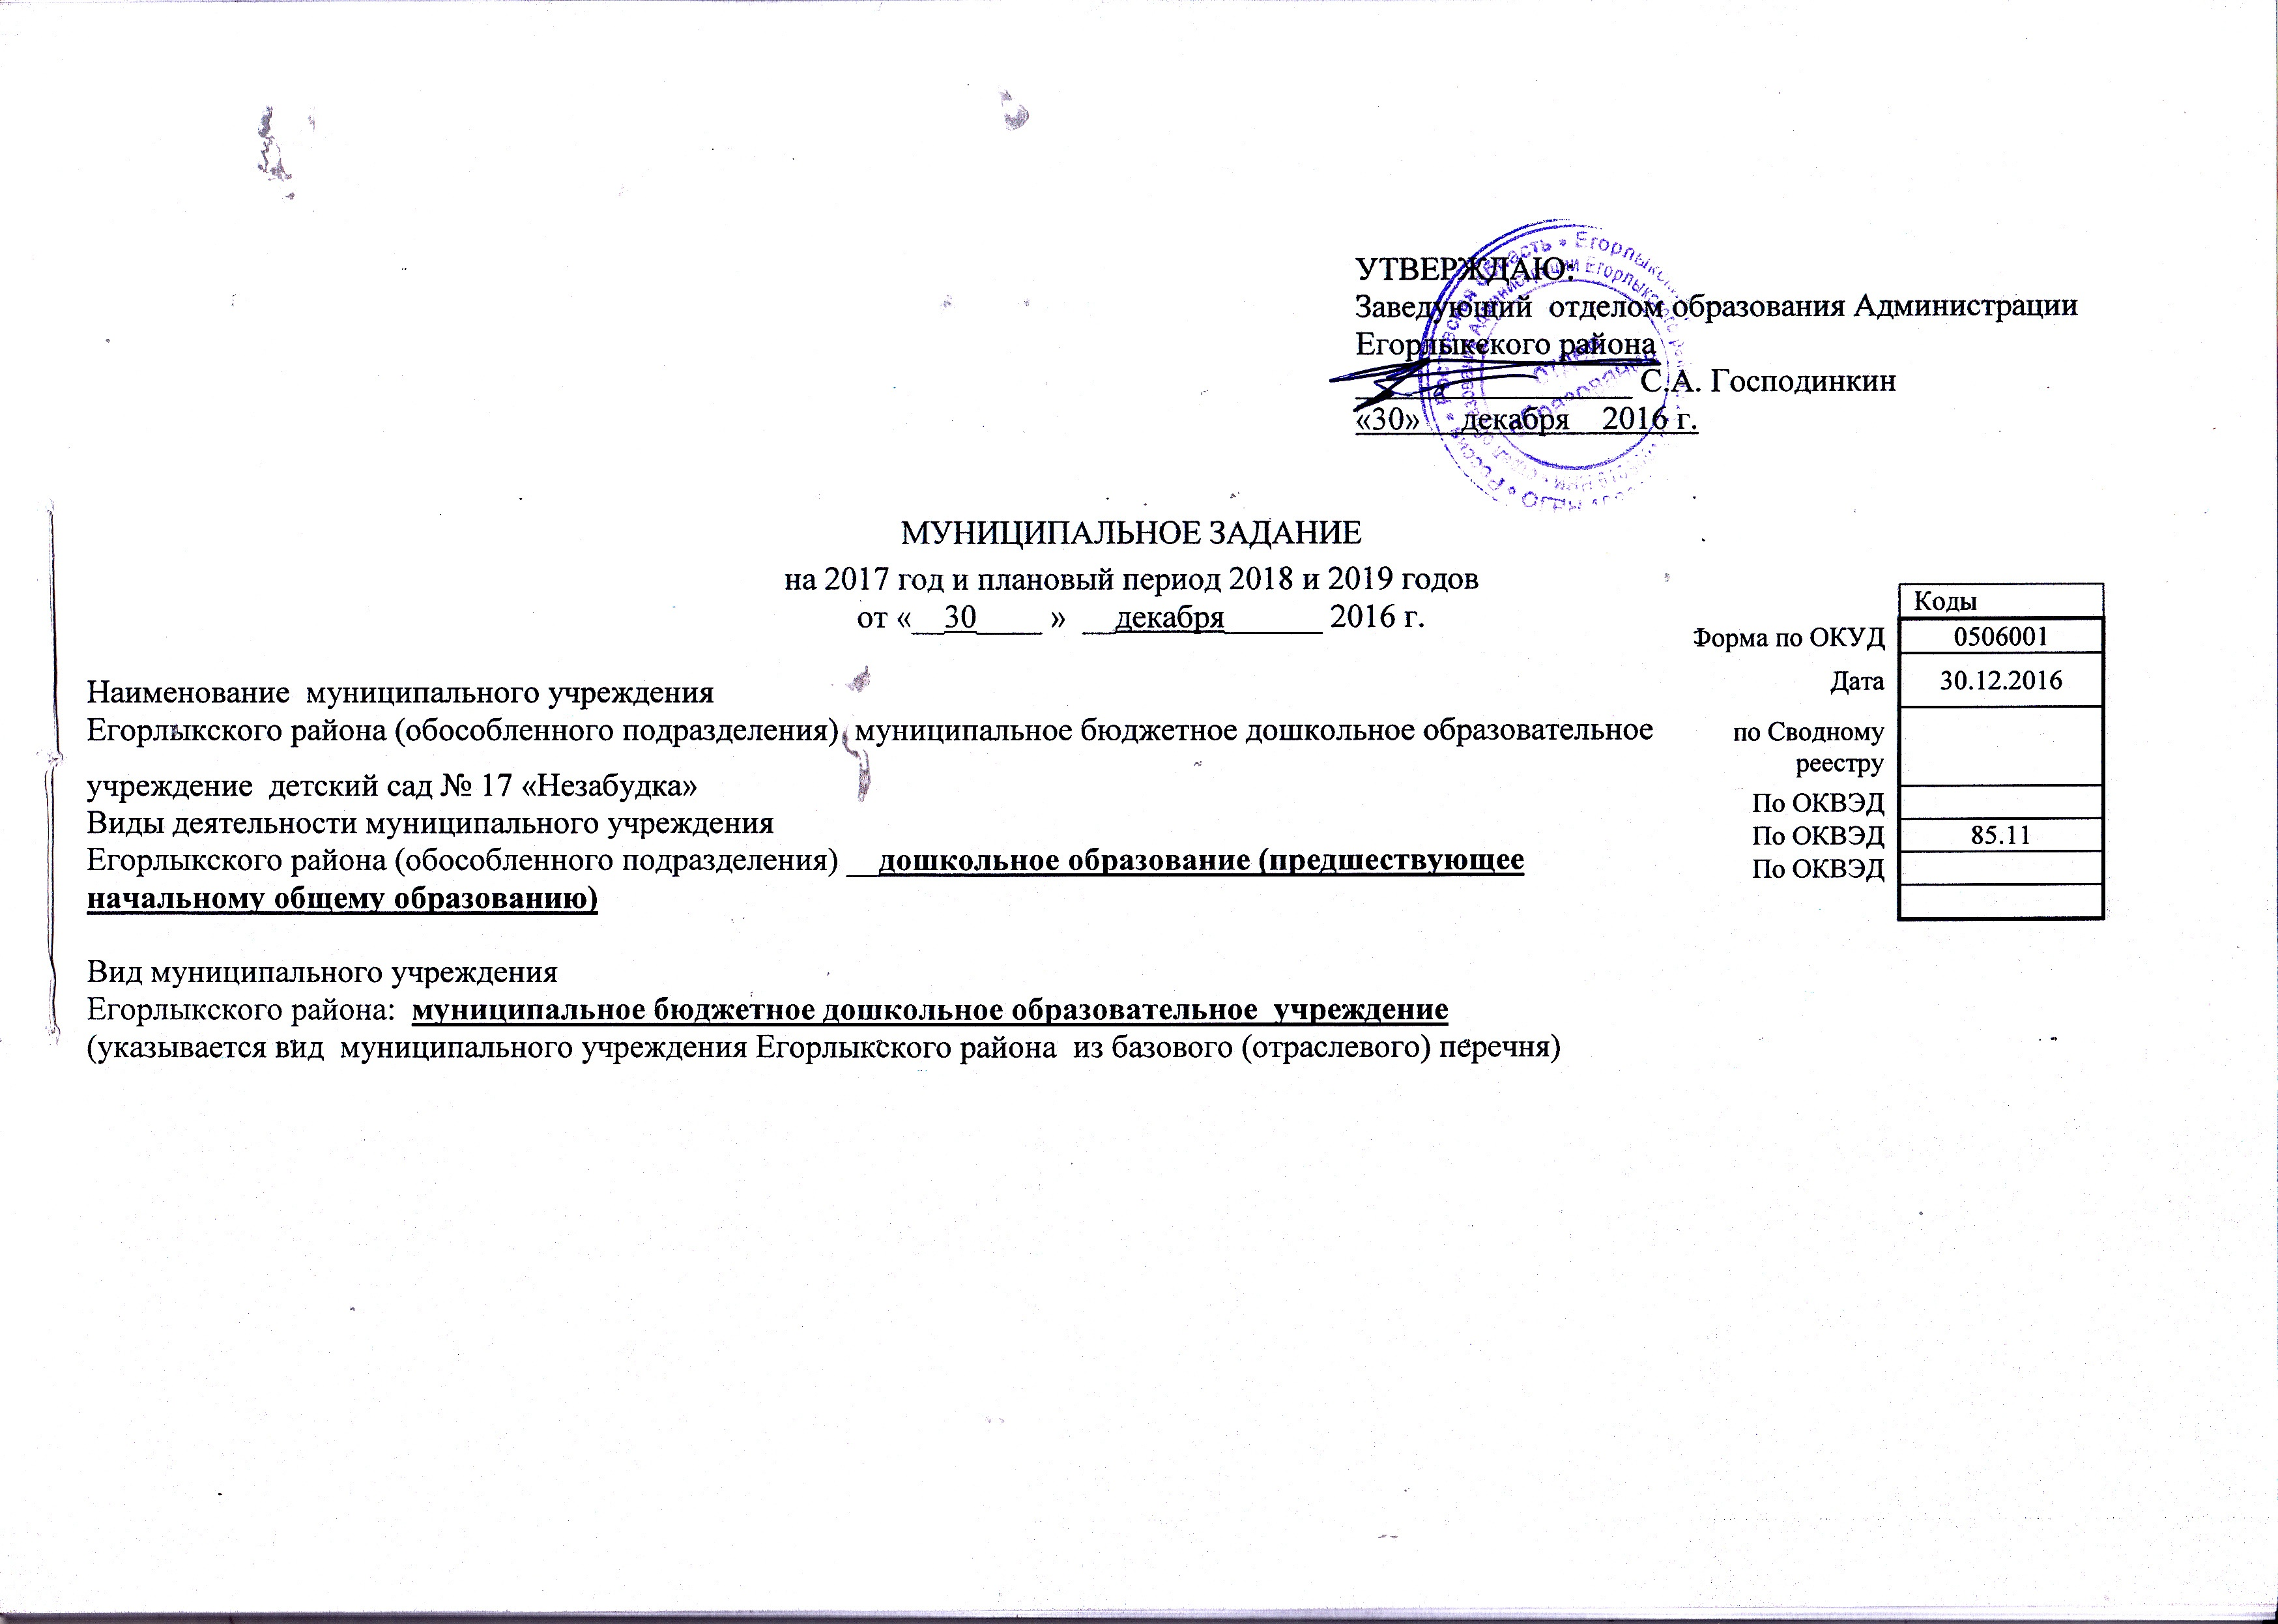 УТВЕРЖДАЮ:
Заведующий отделом образования Администрации
Егорлыкского района
_________________ С.А. Господинкин
«30» декабря 2016 г.
МУНИЦИПАЛЬНОЕ ЗАДАНИЕ
на 2017 год и плановый период 2018 и 2019 годов
от «__30____ » __декабря______ 2016 г.
Коды
Форма по ОКУД 0506001
Дата 30.12.2016
Наименование муниципального учреждения
Егорлыкского района (обособленного подразделения) муниципальное бюджетное дошкольное образовательное
по Сводному
реестру
учреждение детский сад № 17 «Незабудка»
По ОКВЭД
Виды деятельности муниципального учреждения
По ОКВЭД 85.11
Егорлыкского района (обособленного подразделения) __дошкольное образование (предшествующее
По ОКВЭД
начальному общему образованию)
Вид муниципального учреждения
Егорлыкского района: муниципальное бюджетное дошкольное образовательное учреждение
(указывается вид муниципального учреждения Егорлыкского района из базового (отраслевого) перечня)